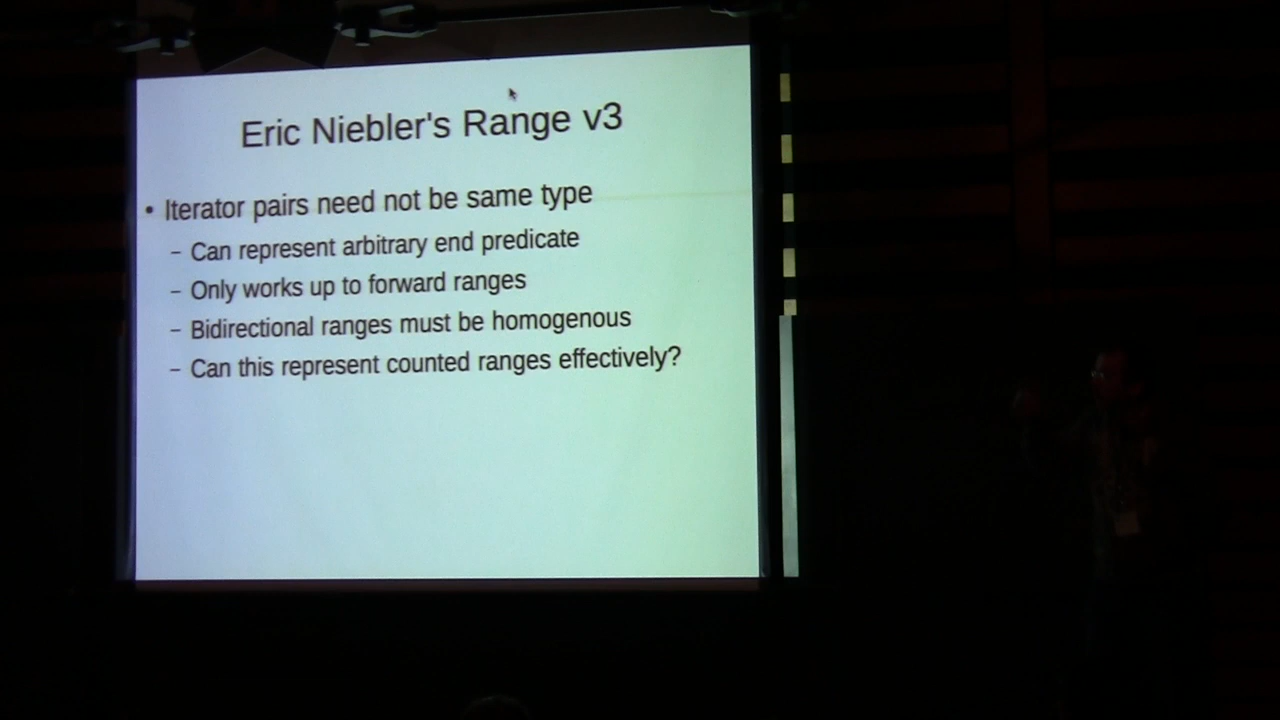 Eric Niebler's Range v3
• Iterator pairs need not be same type
– Can represent arbitrary end predicate
– Only works up to forward ranges
– Bidirectional ranges must be homogenous
– Can this represent counted ranges effectively?